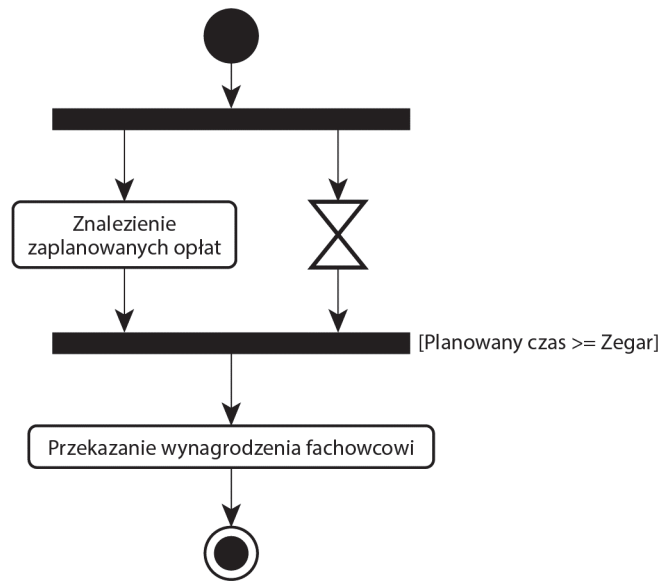 Znalezienie
zaplanowanych opłat
[Planowany czas >= Zegar]
Przekazanie wynagrodzenia fachowcowi